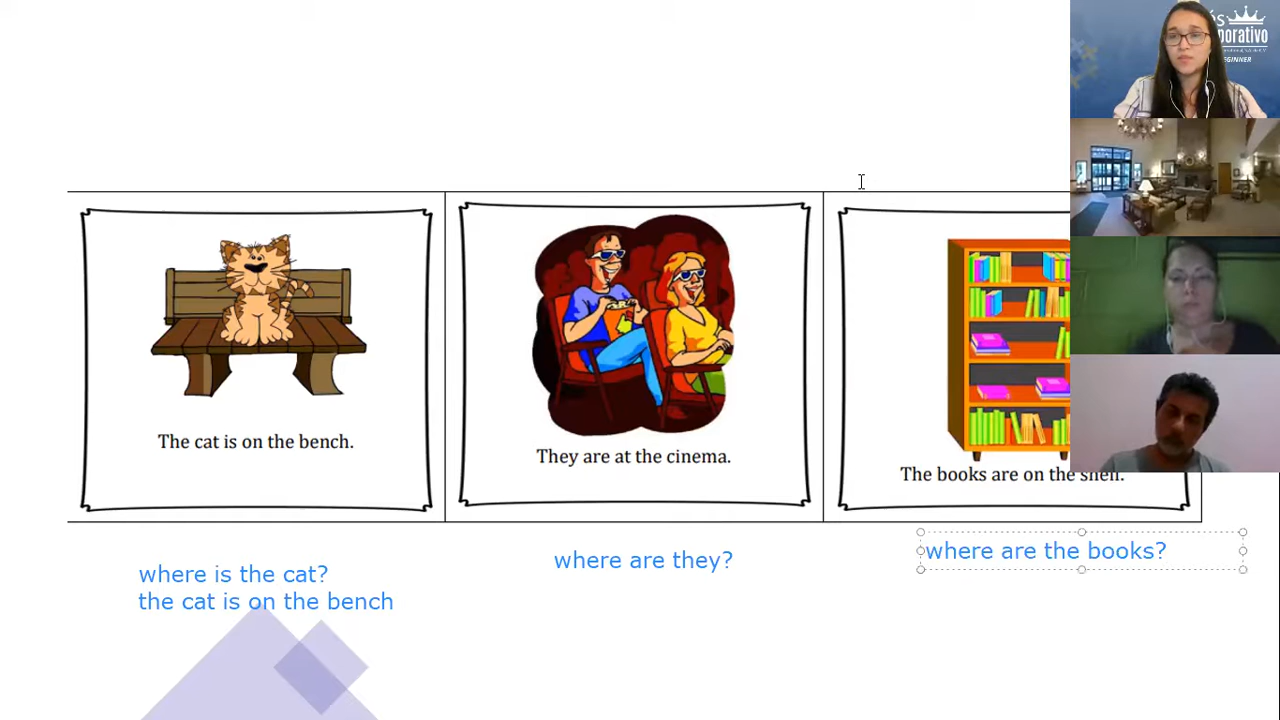 The cat is on the bench.
They are at the cinema.
The books are on the shelf.
where is the cat?
the cat is on the bench
where are they?
where are the books?